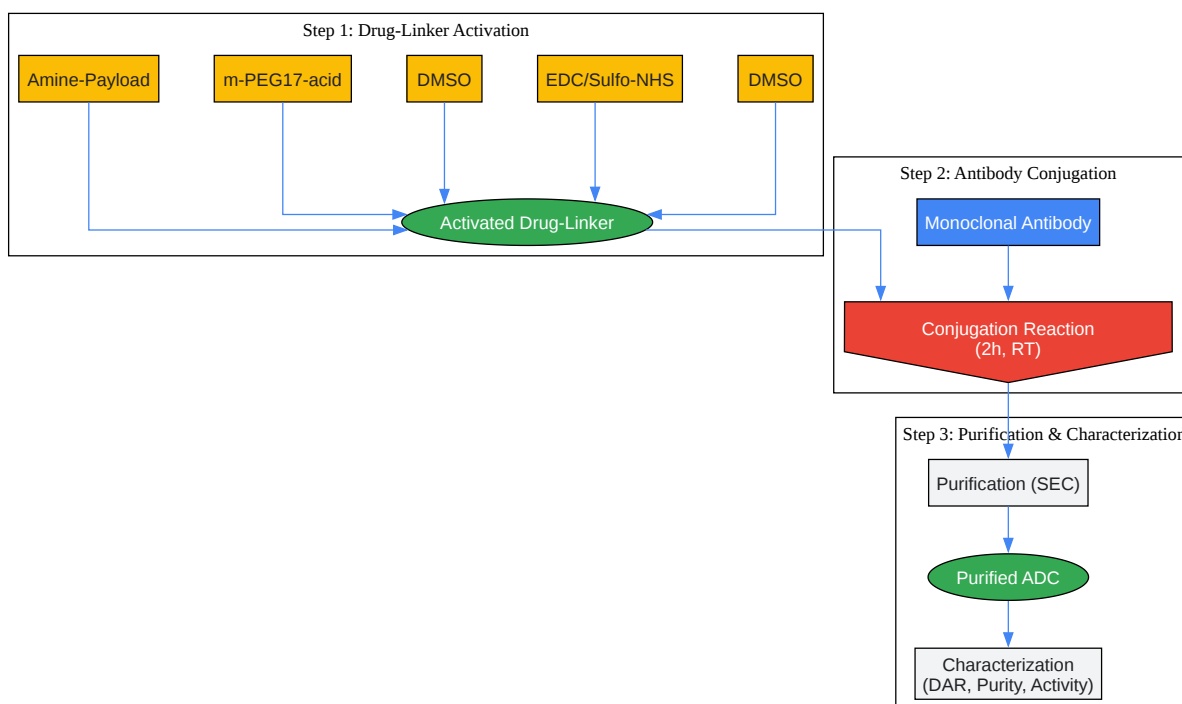 Step 1: Drug-Linker Activation
Amine-Payload
m-PEG17-acid
DMSO
EDC/Sulfo-NHS
DMSO
Activated Drug-Linker
Step 2: Antibody Conjugation
Monoclonal Antibody
Conjugation Reaction
(2h, RT)
Step 3: Purification & Characterization
Purification (SEC)
Purified ADC
Characterization
(DAR, Purity, Activity)